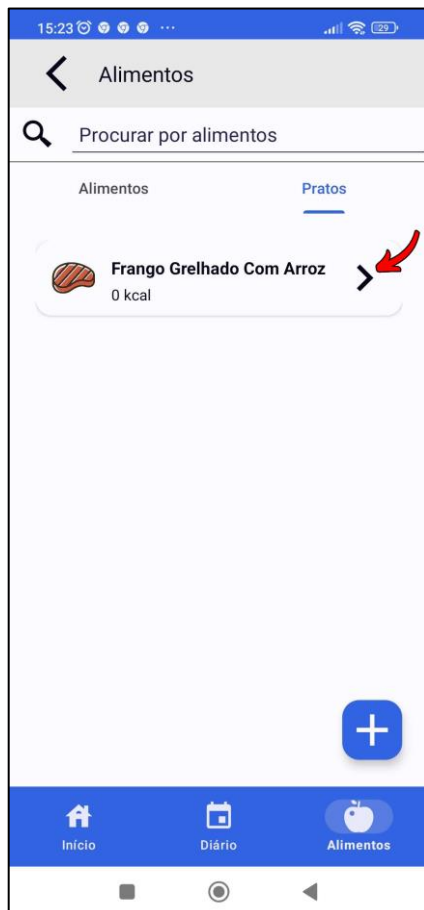 15:23
29
Alimentos
Procurar por alimentos
Alimentos Pratos
Frango Grelhado Com Arroz
0 kcal
Início Diário Alimentos